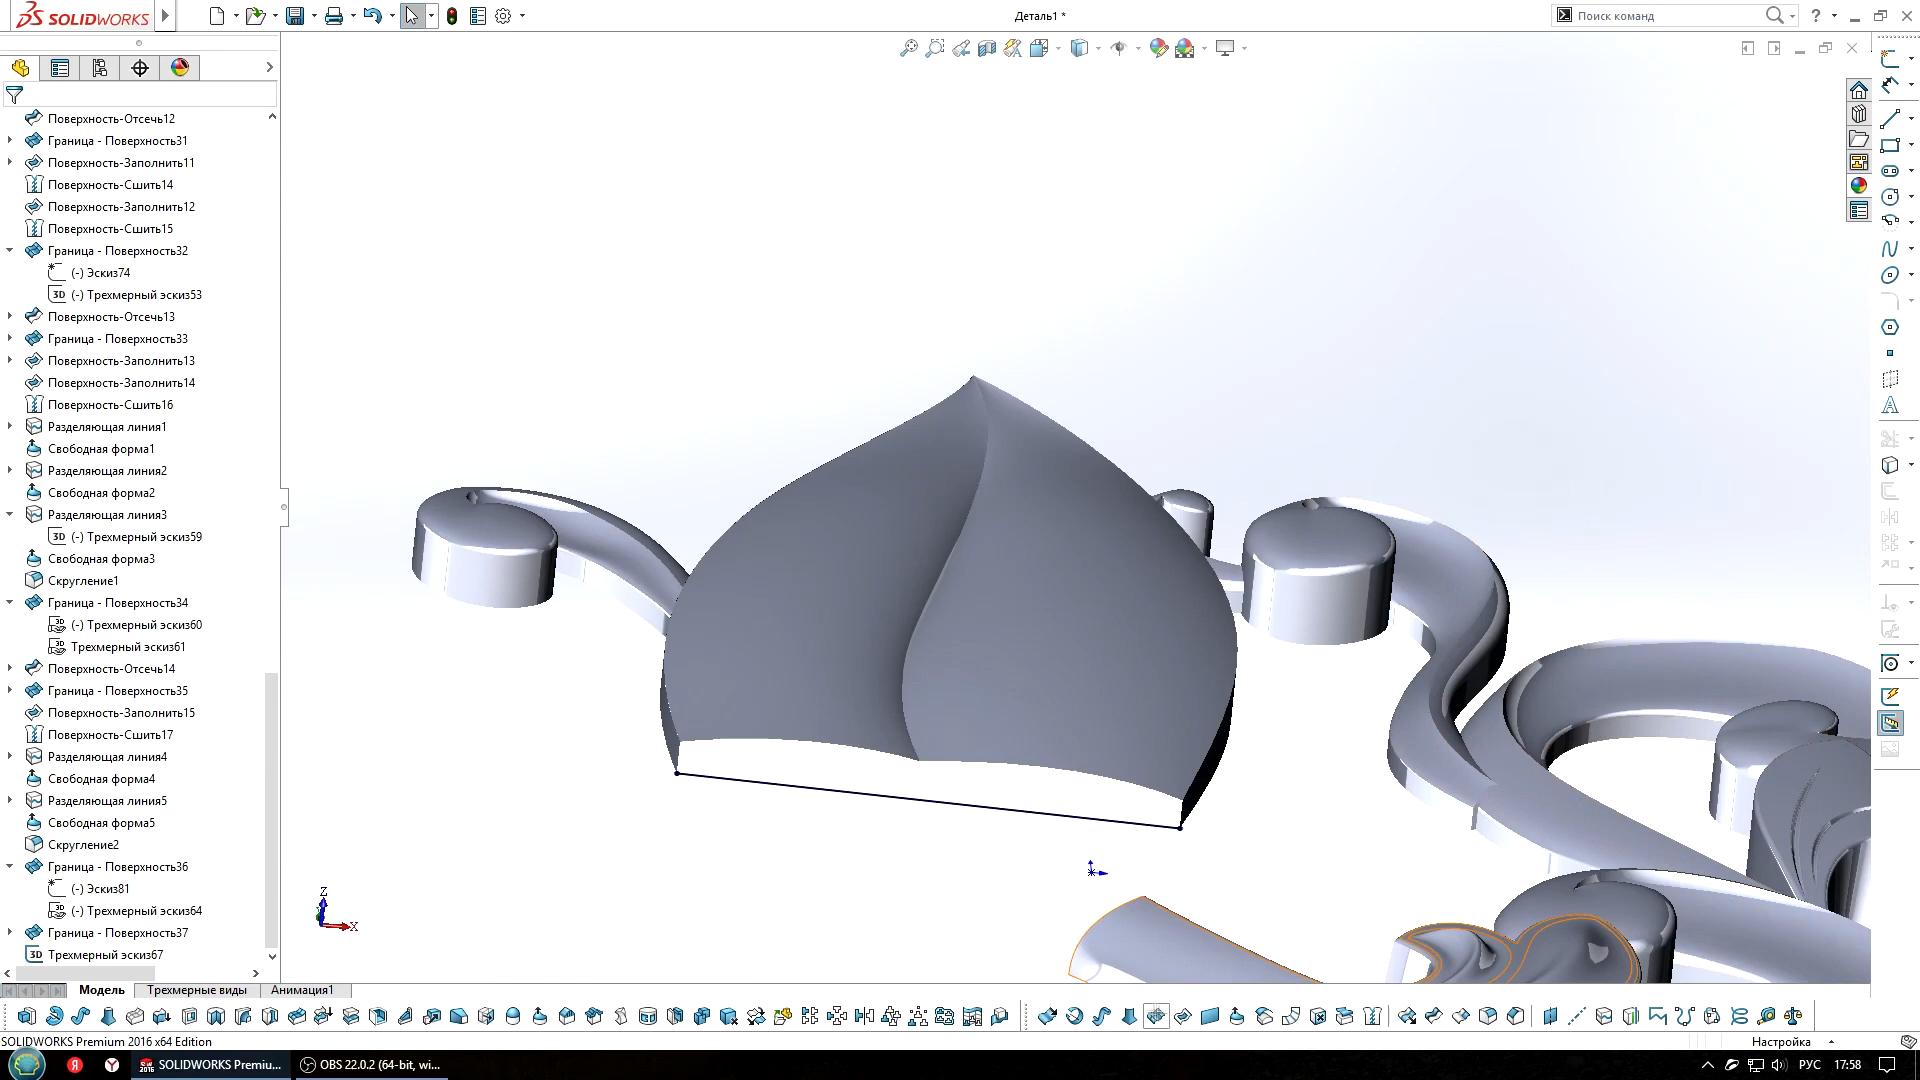 SOLIDWORKS
Деталь1 *
Поиск команд
?
Поверхность-Отсечь12
Граница - Поверхность31
Поверхность-Заполнить11
Поверхность-Сшить14
Поверхность-Заполнить12
Поверхность-Сшить15
Граница - Поверхность32
(-) Эскиз74
3D (-) Трехмерный эскиз53
Поверхность-Отсечь13
Граница - Поверхность33
Поверхность-Заполнить13
Поверхность-Заполнить14
Поверхность-Сшить16
Разделяющая линия1
Свободная форма1
Разделяющая линия2
Свободная форма2
Разделяющая линия3
3D (-) Трехмерный эскиз59
Свободная форма3
Скругление1
Граница - Поверхность34
(-) Трехмерный эскиз60
Трехмерный эскиз61
Поверхность-Отсечь14
Граница - Поверхность35
Поверхность-Заполнить15
Поверхность-Сшить17
Разделяющая линия4
Свободная форма4
Разделяющая линия5
Свободная форма5
Скругление2
Граница - Поверхность36
(-) Эскиз81
(-) Трехмерный эскиз64
Граница - Поверхность37
3D Трехмерный эскиз67
Z
X
Модель Трехмерные виды Анимация1
SOLIDWORKS Premium 2016 x64 Edition
Настройка
SOLIDWORKS Premiu...
OBS 22.0.2 (64-bit, wi...
РУС
17:58